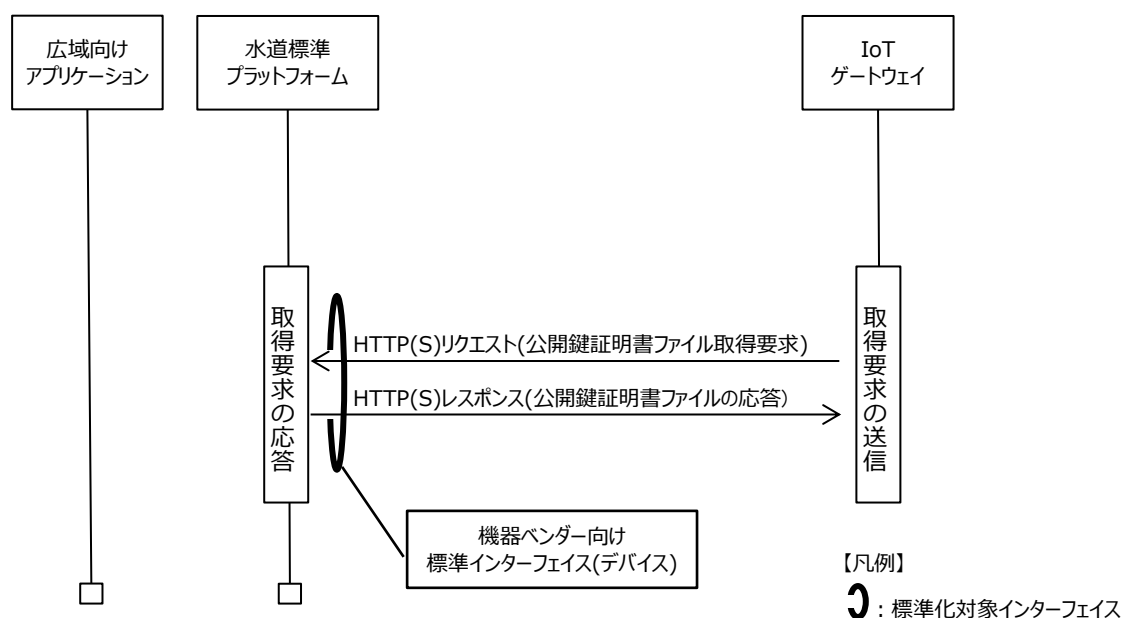 広域向け
アプリケーション
水道標準
プラットフォーム
IoT
ゲートウェイ
取得要求の応答
HTTP(S)リクエスト(公開鍵証明書ファイル取得要求)
HTTP(S)レスポンス(公開鍵証明書ファイルの応答)
取得要求の送信
機器ベンダー向け
標準インターフェイス(デバイス)
【凡例】
：標準化対象インターフェイス